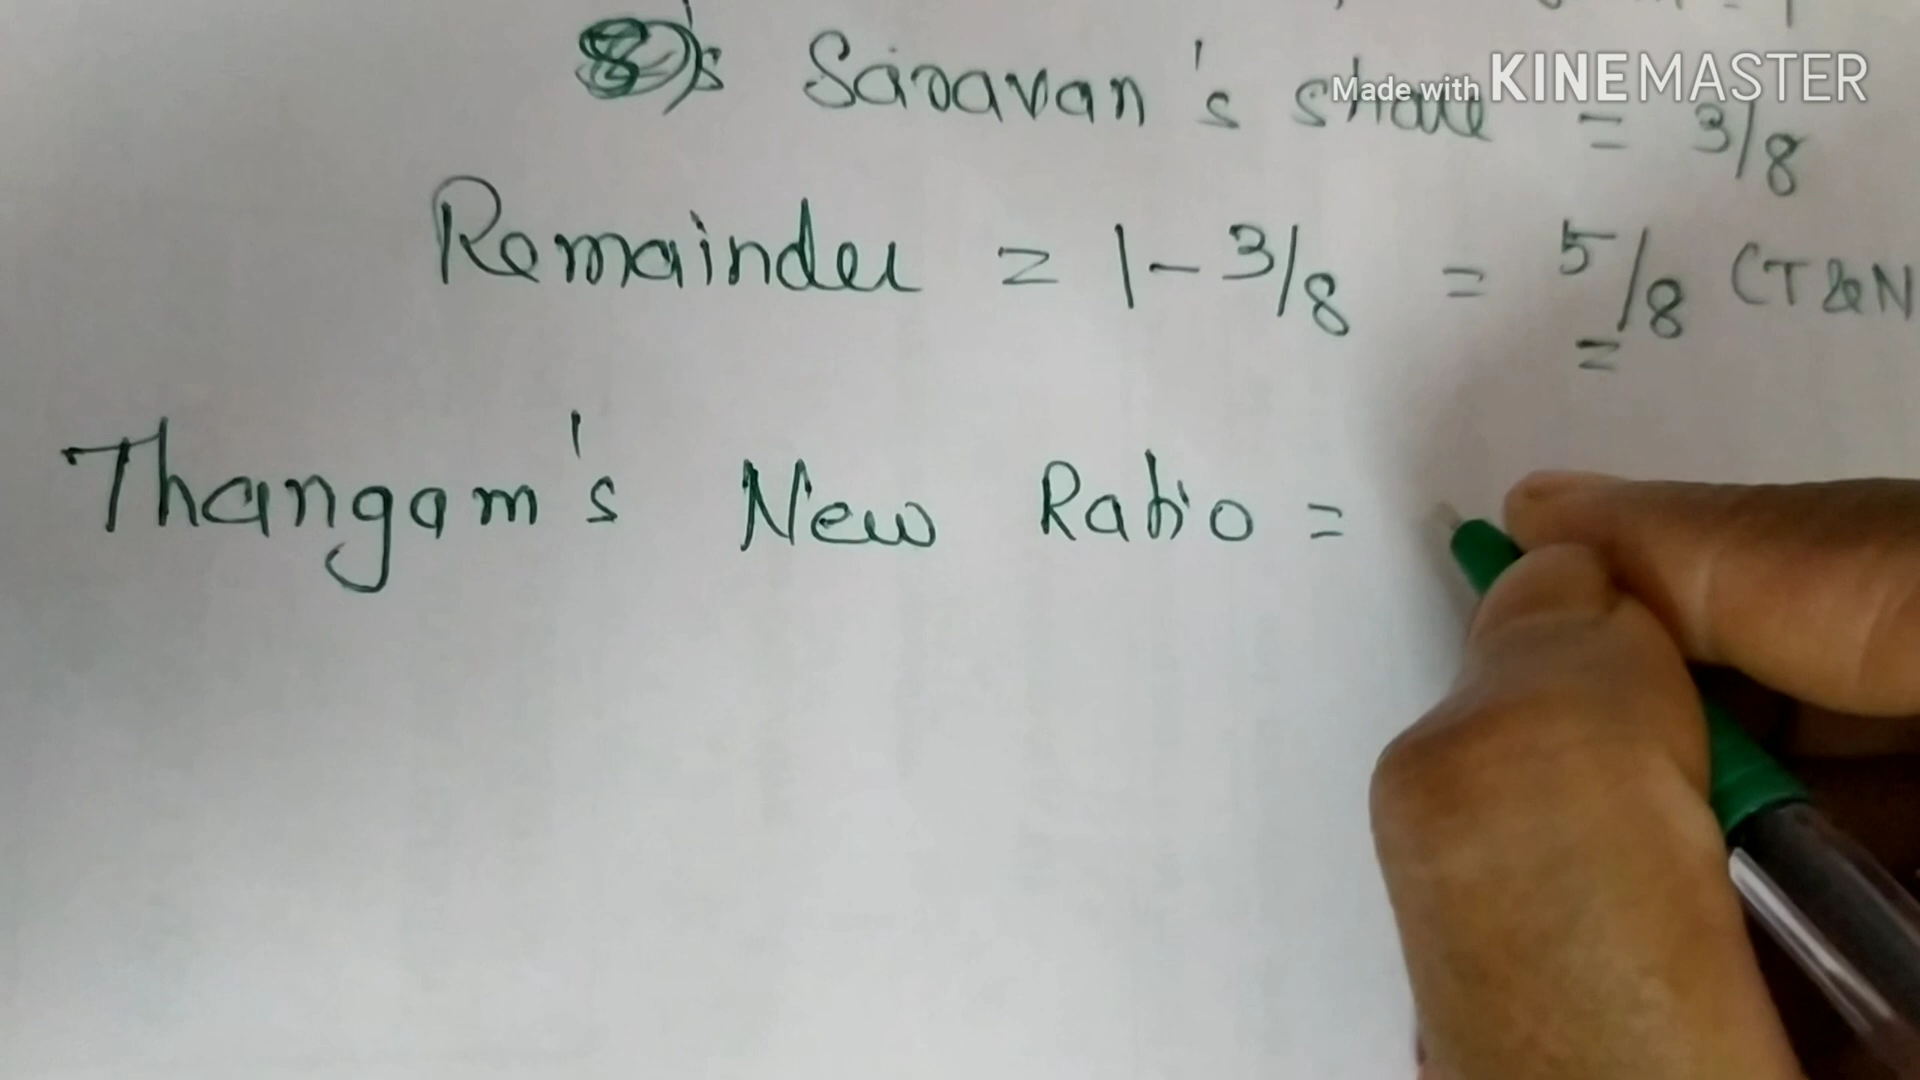 's Saravan's share = 3/8
Made with KINEMASTER
Remainder = 1 - 3/8 = 5/8 (T & N
Thangam's New Ratio =